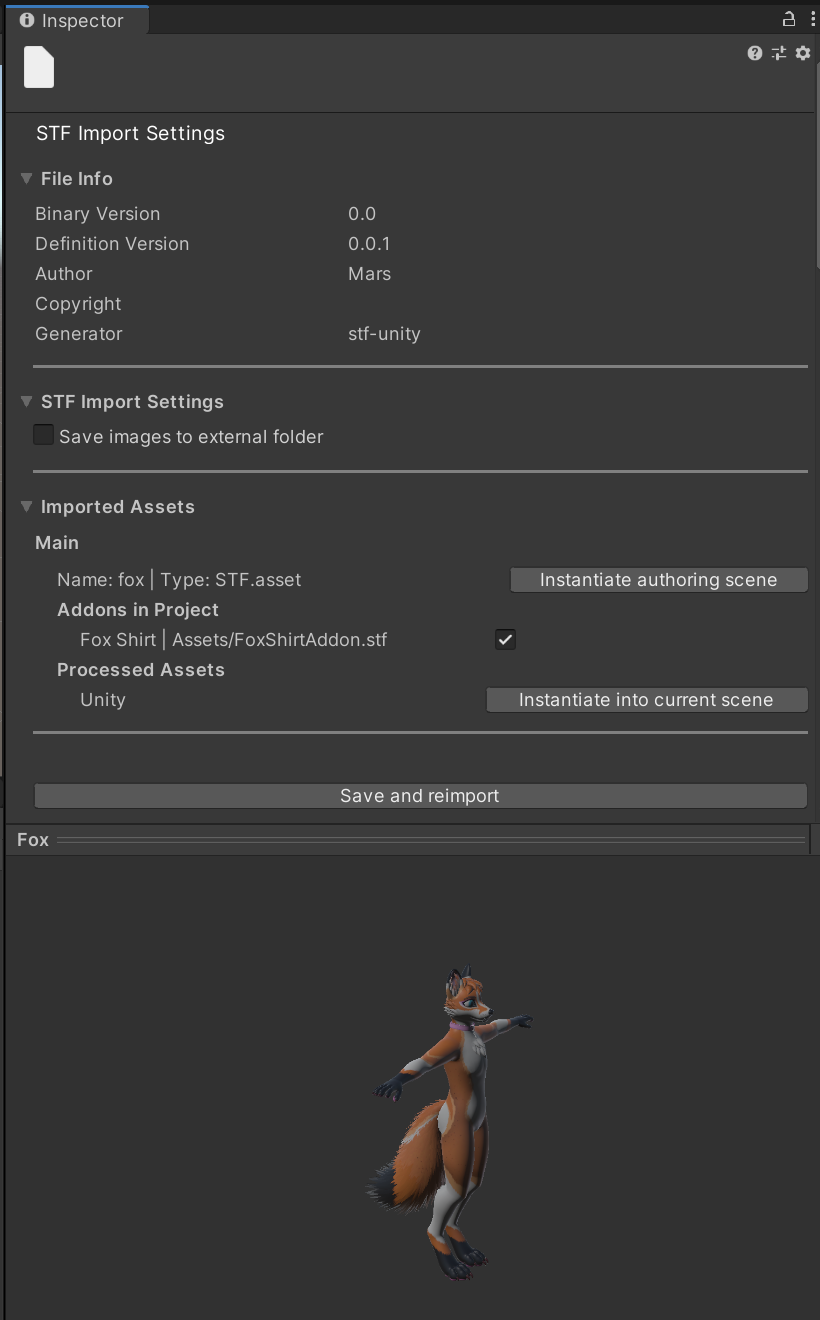 Inspector
STF Import Settings
File Info
Binary Version 0.0
Definition Version 0.0.1
Author Mars
Copyright
Generator stf-unity
STF Import Settings
Save images to external folder
Imported Assets
Main
Name: fox | Type: STF.asset Instantiate authoring scene
Addons in Project
Fox Shirt | Assets/FoxShirtAddon.stf
Processed Assets
Unity Instantiate into current scene
Save and reimport
Fox